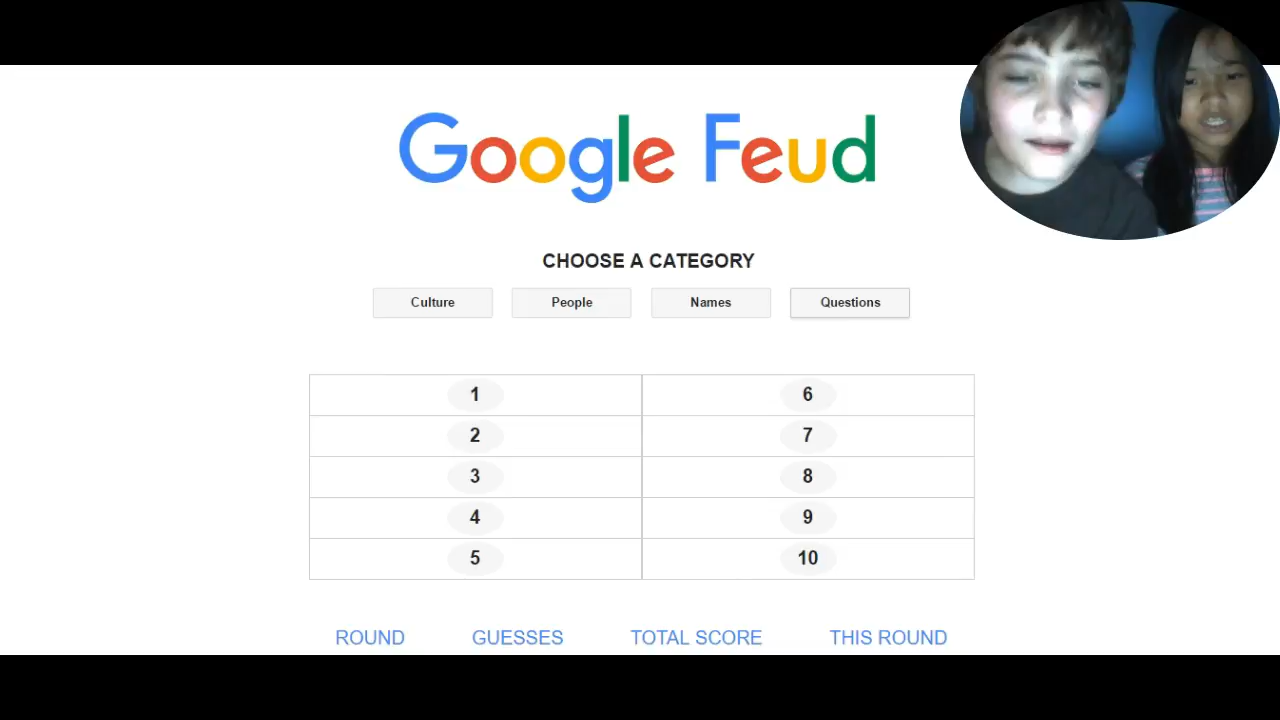 Google Feud
CHOOSE A CATEGORY
Culture People Names Questions
1 6
2 7
3 8
4 9
5 10
ROUND GUESSES TOTAL SCORE THIS ROUND